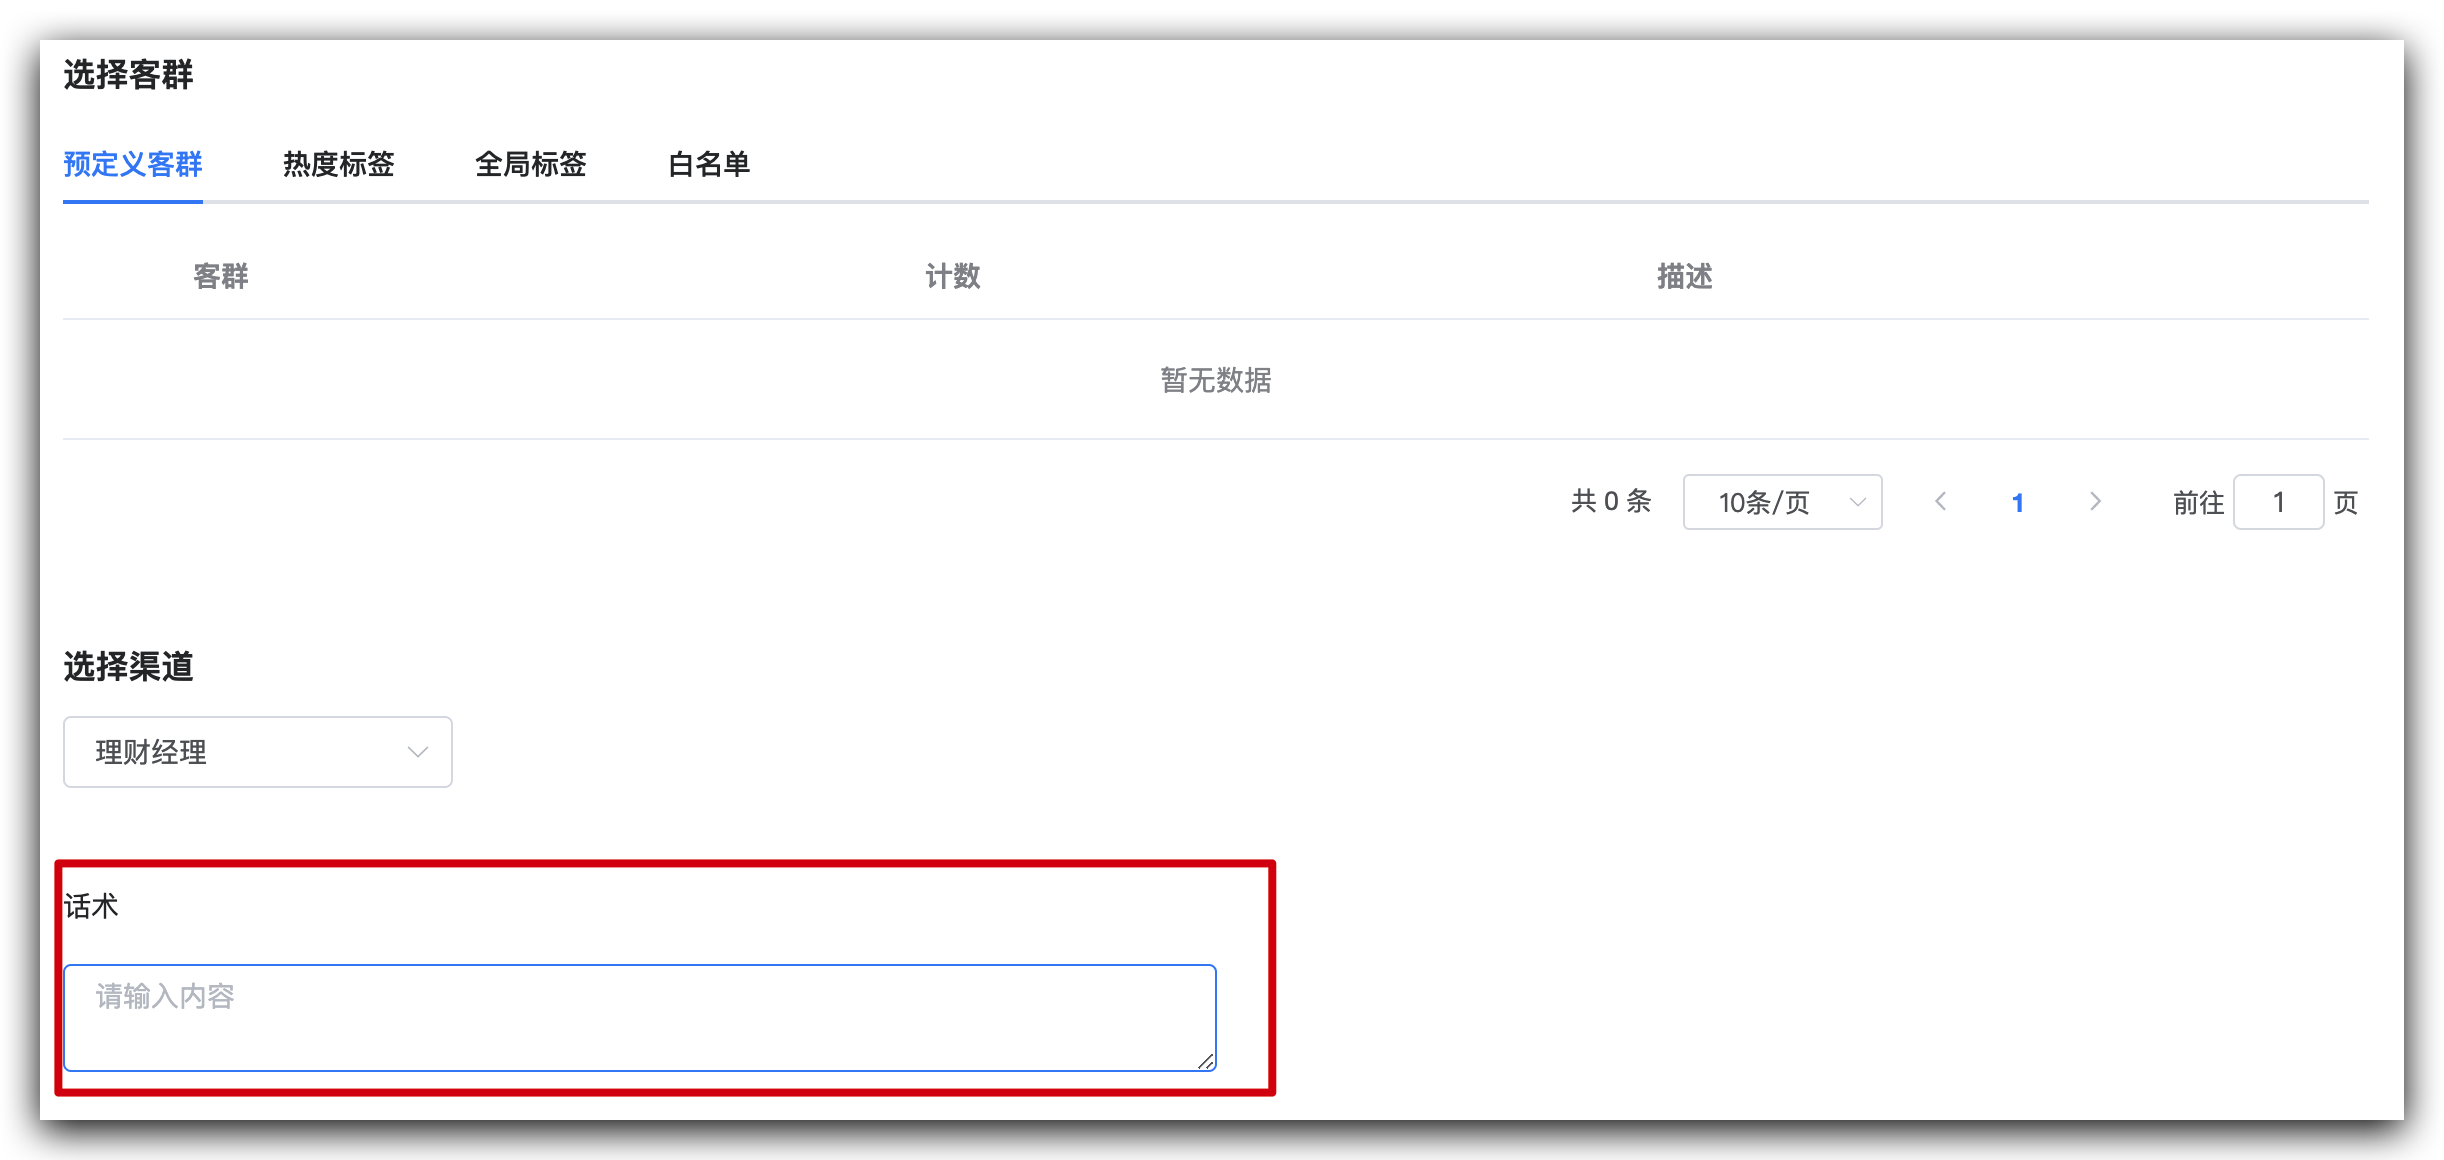 选择客群
预定义客群 热度标签 全局标签 白名单
客群 计数 描述
暂无数据
共 0 条 10条/页 1 前往 1 页
选择渠道
理财经理
话术
请输入内容